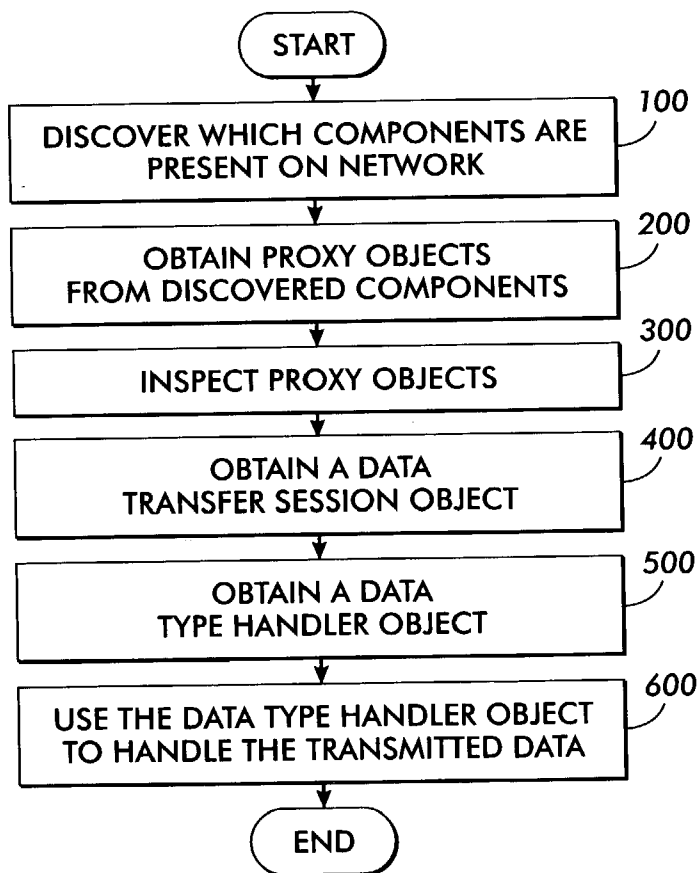 START
100
DISCOVER WHICH COMPONENTS ARE
PRESENT ON NETWORK
200
OBTAIN PROXY OBJECTS
FROM DISCOVERED COMPONENTS
300
INSPECT PROXY OBJECTS
400
OBTAIN A DATA
TRANSFER SESSION OBJECT
500
OBTAIN A DATA
TYPE HANDLER OBJECT
600
USE THE DATA TYPE HANDLER OBJECT
TO HANDLE THE TRANSMITTED DATA
END